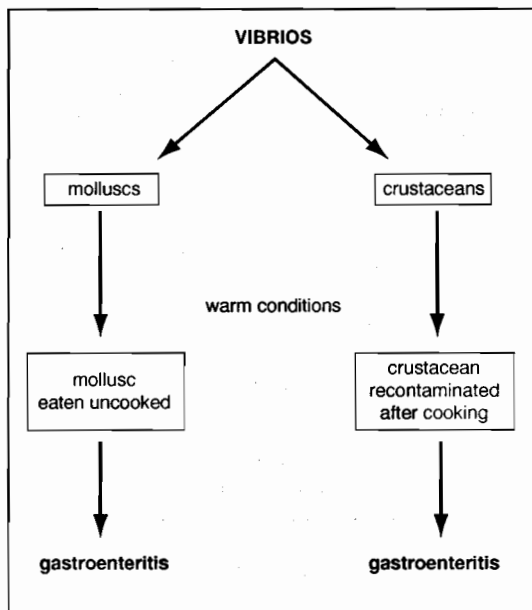 VIBRIOS
molluscs
crustaceans
warm conditions
mollusc
eaten uncooked
crustacean
recontaminated
after cooking
gastroenteritis
gastroenteritis